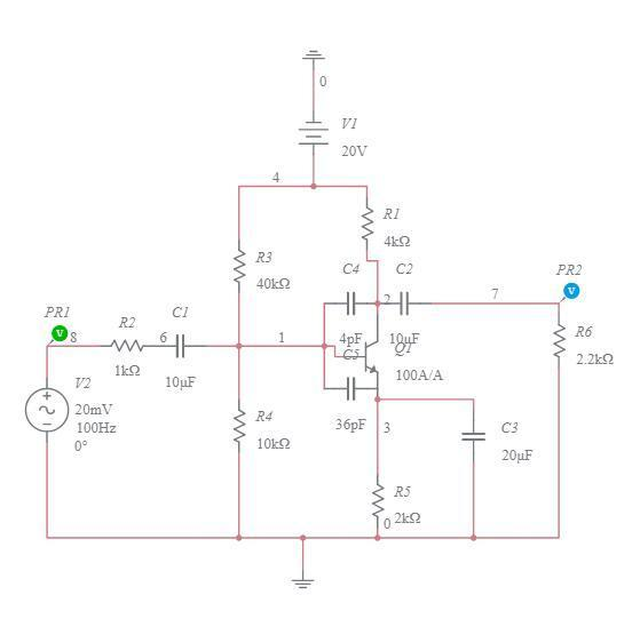 0
V1
20V
4
R1
4kΩ
R3
40kΩ
C4
C2
PR2
2
7
PR1
V
8
R2
6
C1
1
4pF
10μF
V
R6
2.2kΩ
C5
Q1
1kΩ
10μF
100A/A
V2
20mV
100Hz
0°
R4
10kΩ
36pF
3
C3
20μF
R5
2kΩ
0